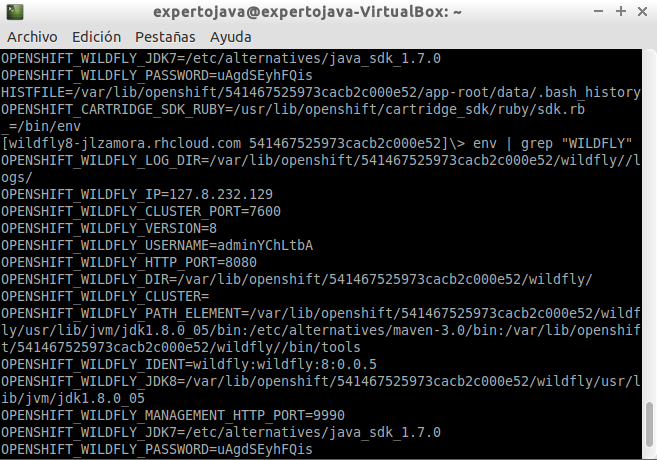 expertojava@expertojava-VirtualBox: ~
Archivo Edición Pestañas Ayuda
OPENSHIFT_WILDFLY_JDK7=/etc/alternatives/java_sdk_1.7.0
OPENSHIFT_WILDFLY_PASSWORD=uAgdSEyhFQis
HISTFILE=/var/lib/openshift/541467525973cacb2c000e52/app-root/data/.bash_history
OPENSHIFT_CARTRIDGE_SDK_RUBY=/usr/lib/openshift/cartridge_sdk/ruby/sdk.rb
_=/bin/env
[wildfly8-jlzamora.rhcloud.com 541467525973cacb2c000e52]\> env | grep "WILDFLY"
OPENSHIFT_WILDFLY_LOG_DIR=/var/lib/openshift/541467525973cacb2c000e52/wildfly//l
ogs/
OPENSHIFT_WILDFLY_IP=127.8.232.129
OPENSHIFT_WILDFLY_CLUSTER_PORT=7600
OPENSHIFT_WILDFLY_VERSION=8
OPENSHIFT_WILDFLY_USERNAME=adminYChLtbA
OPENSHIFT_WILDFLY_HTTP_PORT=8080
OPENSHIFT_WILDFLY_DIR=/var/lib/openshift/541467525973cacb2c000e52/wildfly/
OPENSHIFT_WILDFLY_CLUSTER=
OPENSHIFT_WILDFLY_PATH_ELEMENT=/var/lib/openshift/541467525973cacb2c000e52/wildf
ly/usr/lib/jvm/jdk1.8.0_05/bin:/etc/alternatives/maven-3.0/bin:/var/lib/openshif
t/541467525973cacb2c000e52/wildfly//bin/tools
OPENSHIFT_WILDFLY_IDENT=wildfly:wildfly:8:0.0.5
OPENSHIFT_WILDFLY_JDK8=/var/lib/openshift/541467525973cacb2c000e52/wildfly/usr/l
ib/jvm/jdk1.8.0_05
OPENSHIFT_WILDFLY_MANAGEMENT_HTTP_PORT=9990
OPENSHIFT_WILDFLY_JDK7=/etc/alternatives/java_sdk_1.7.0
OPENSHIFT_WILDFLY_PASSWORD=uAgdSEyhFQis